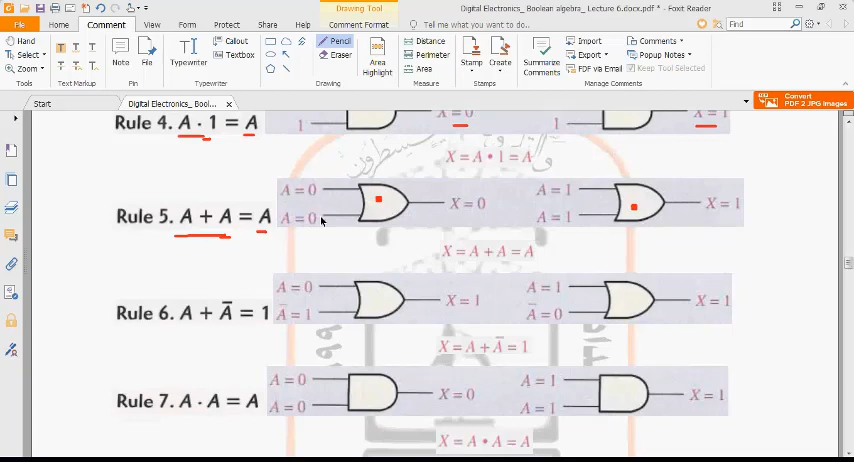 Drawing Tool
Digital Electronics_ Boolean algebra_ Lecture 6.docx.pdf * - Foxit Reader
File Home Comment View Form Protect Share Help Comment Format Tell me what you want to do... Find
Hand
Select
Zoom
Tools
Text Markup
Note
File
Pin
Typewriter
Callout
Textbox
Typewriter
Pencil
Eraser
Drawing
Area
Highlight
Distance
Perimeter
Area
Measure
Stamp
Create
Stamps
Summarize
Comments
Import
Export
FDF via Email
Comments
Popup Notes
Keep Tool Selected
Manage Comments
Start
Digital Electronics_ Bool...
Convert
PDF 2 JPG Images
Rule 4. A · 1 = A
1
X = 0
1
X = 1
X = A • 1 = A
Rule 5. A + A = A
A = 0
A = 0
X = 0
A = 1
A = 1
X = 1
X = A + A = A
Rule 6. A + A̅ = 1
A = 0
A̅ = 1
X = 1
A = 1
A̅ = 0
X = 1
X = A + A̅ = 1
Rule 7. A · A = A
A = 0
A = 0
X = 0
A = 1
A = 1
X = 1
X = A • A = A